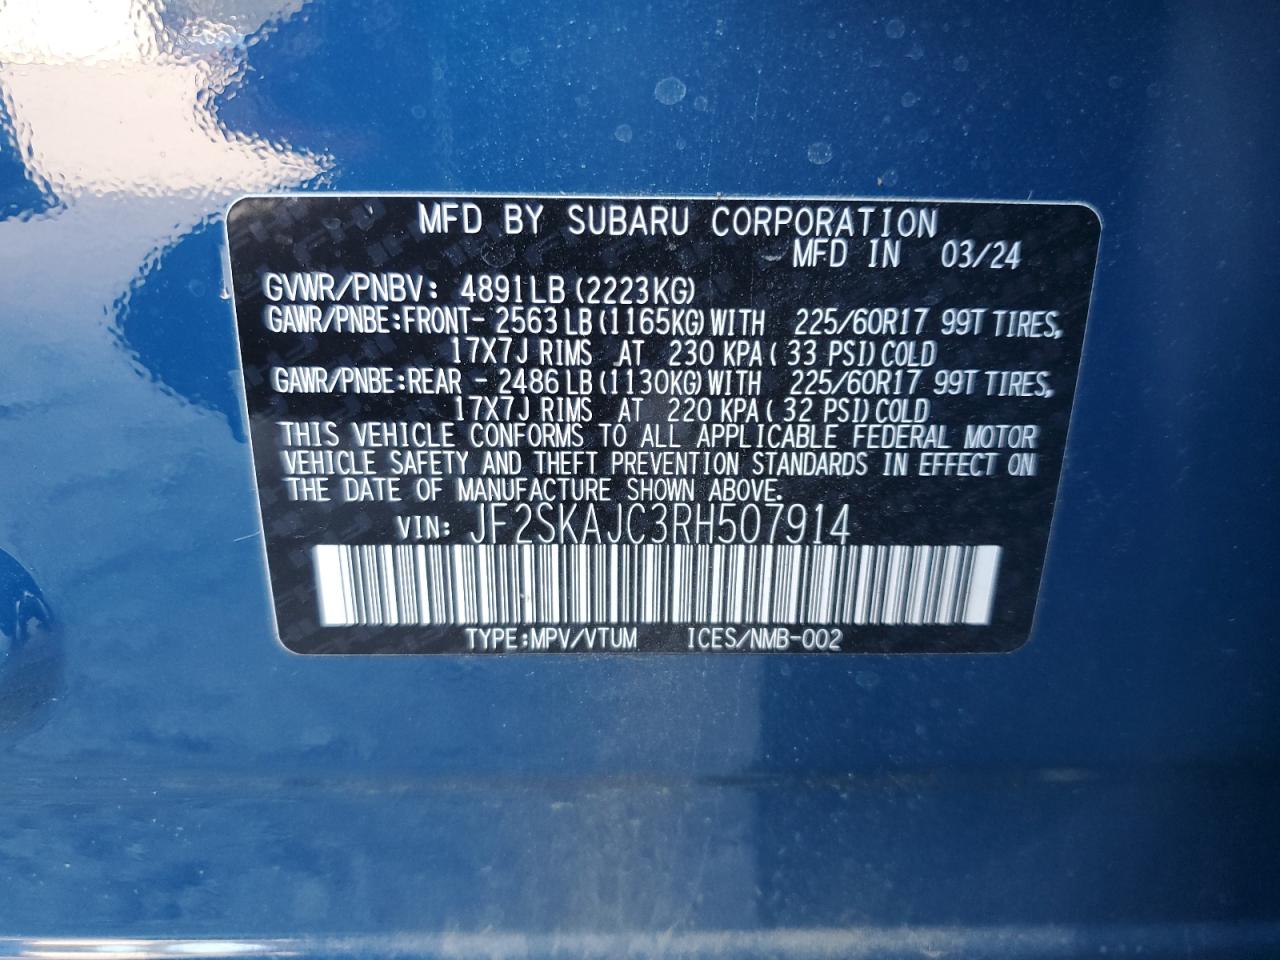 MFD BY SUBARU CORPORATION
MFD IN 03/24
GVWR/PNBV: 4891LB (2223KG)
GAWR/PNBE:FRONT- 2563LB(1165KG)WITH 225/60R17 99T TIRES,
17X7J RIMS AT 230 KPA( 33 PSI)COLD
GAWR/PNBE:REAR - 2486LB(1130KG)WITH 225/60R17 99T TIRES,
17X7J RIMS AT 220 KPA( 32 PSI)COLD
THIS VEHICLE CONFORMS TO ALL APPLICABLE FEDERAL MOTOR
VEHICLE SAFETY AND THEFT PREVENTION STANDARDS IN EFFECT ON
THE DATE OF MANUFACTURE SHOWN ABOVE.
VIN: JF2SKAJC3RH507914
TYPE:MPV/VTUM ICES/NMB-002